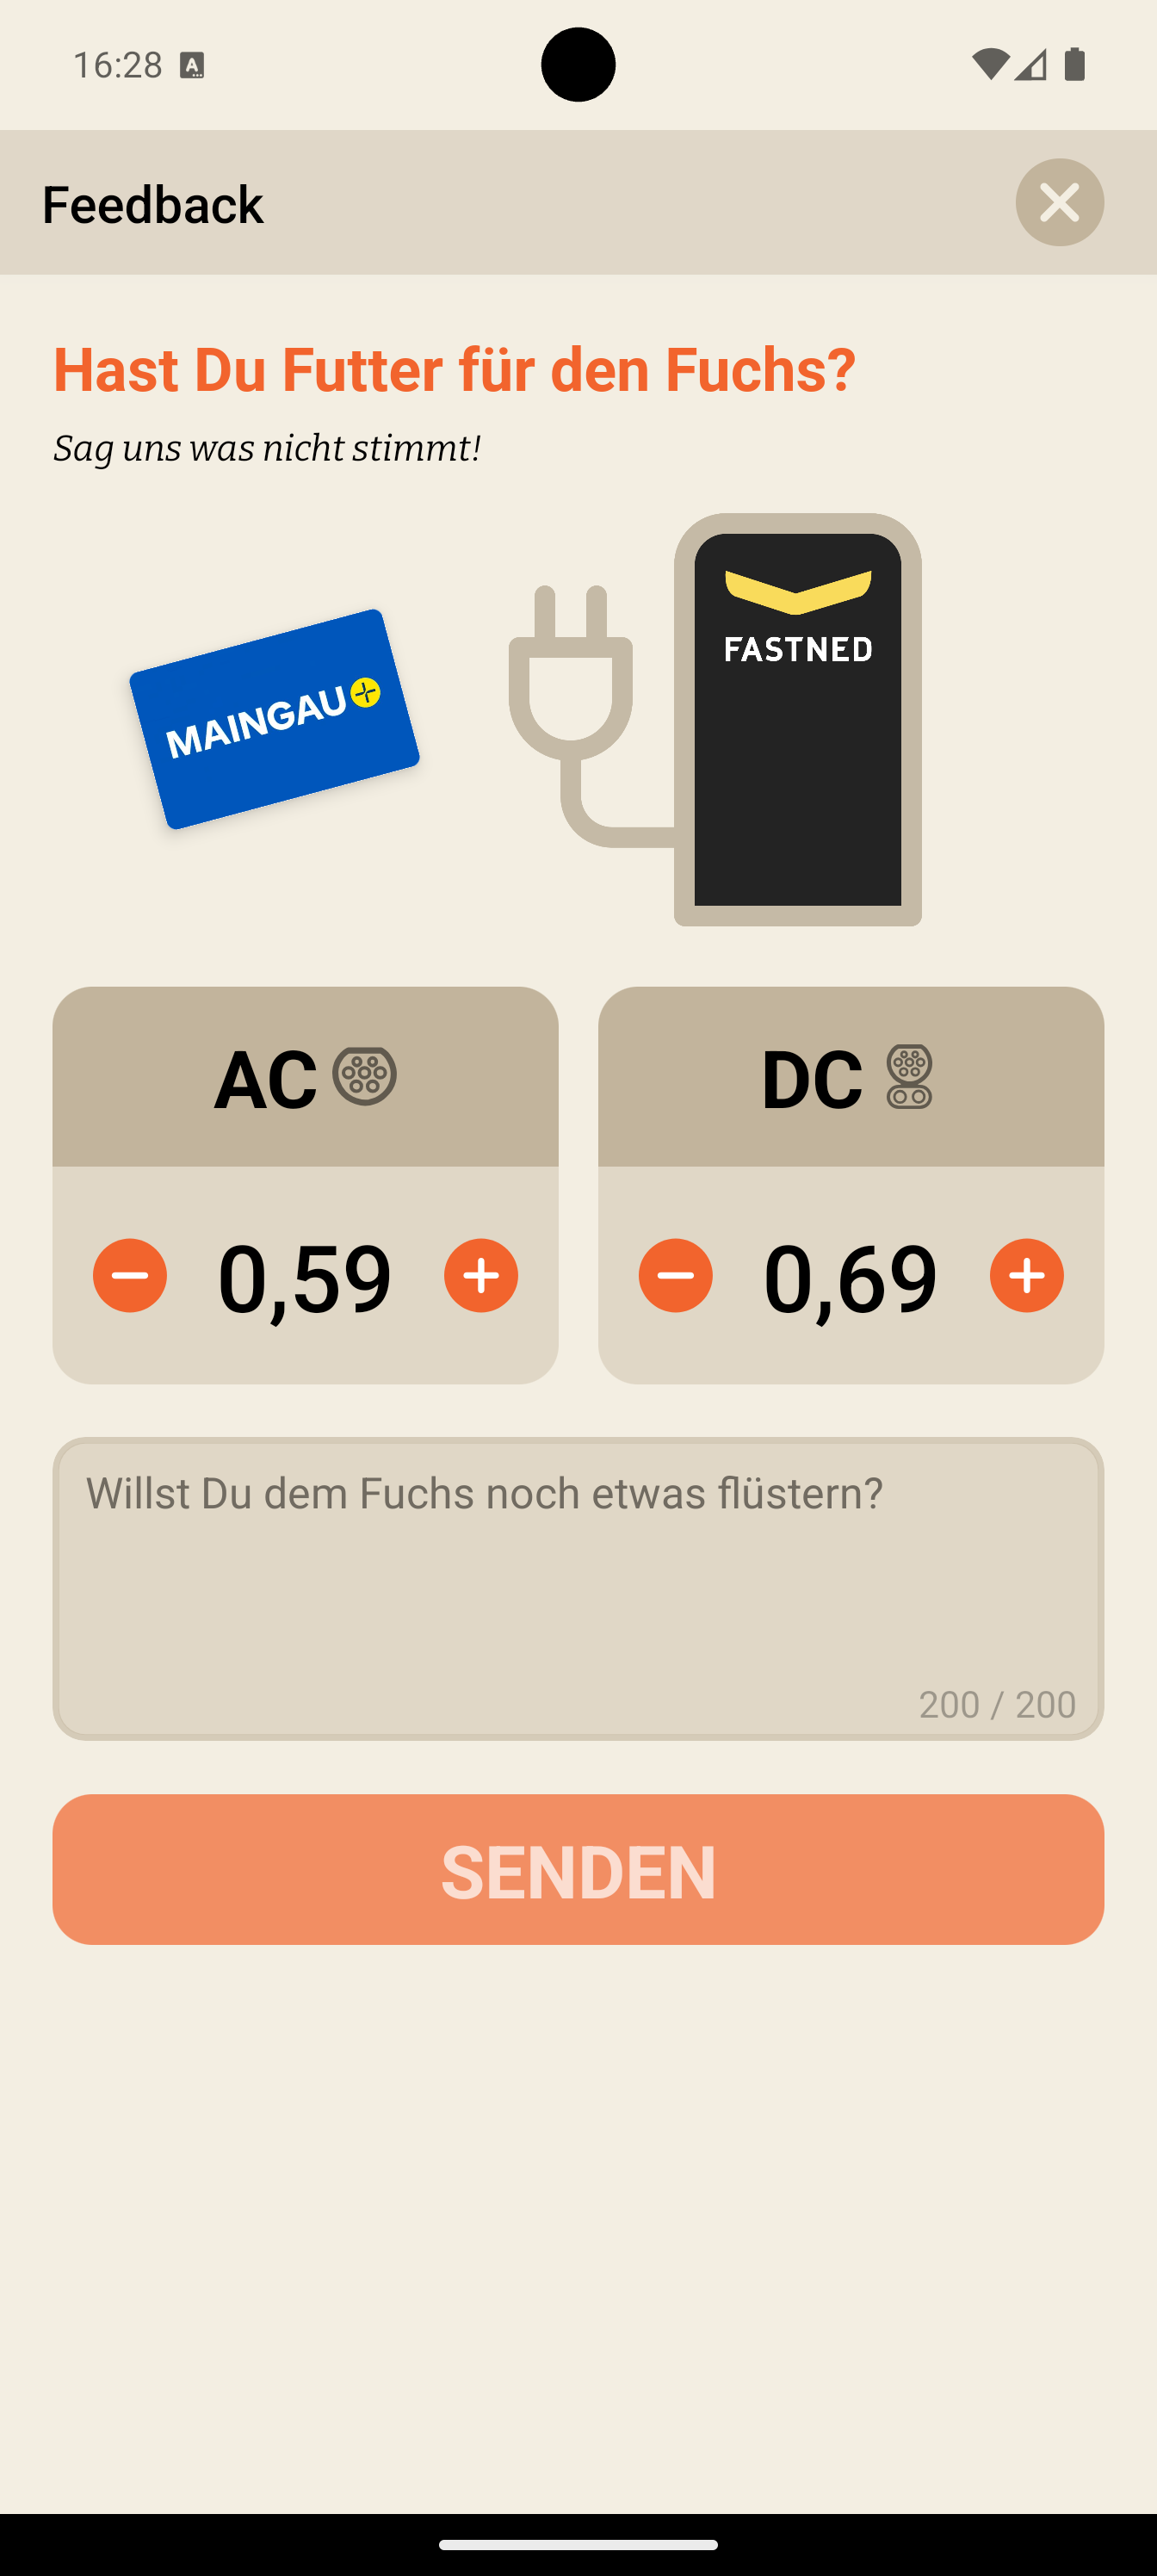 16:28
Feedback
Hast Du Futter für den Fuchs?
Sag uns was nicht stimmt!
MAINGAU
FASTNED
AC
DC
0,59
0,69
Willst Du dem Fuchs noch etwas flüstern?
200 / 200
SENDEN